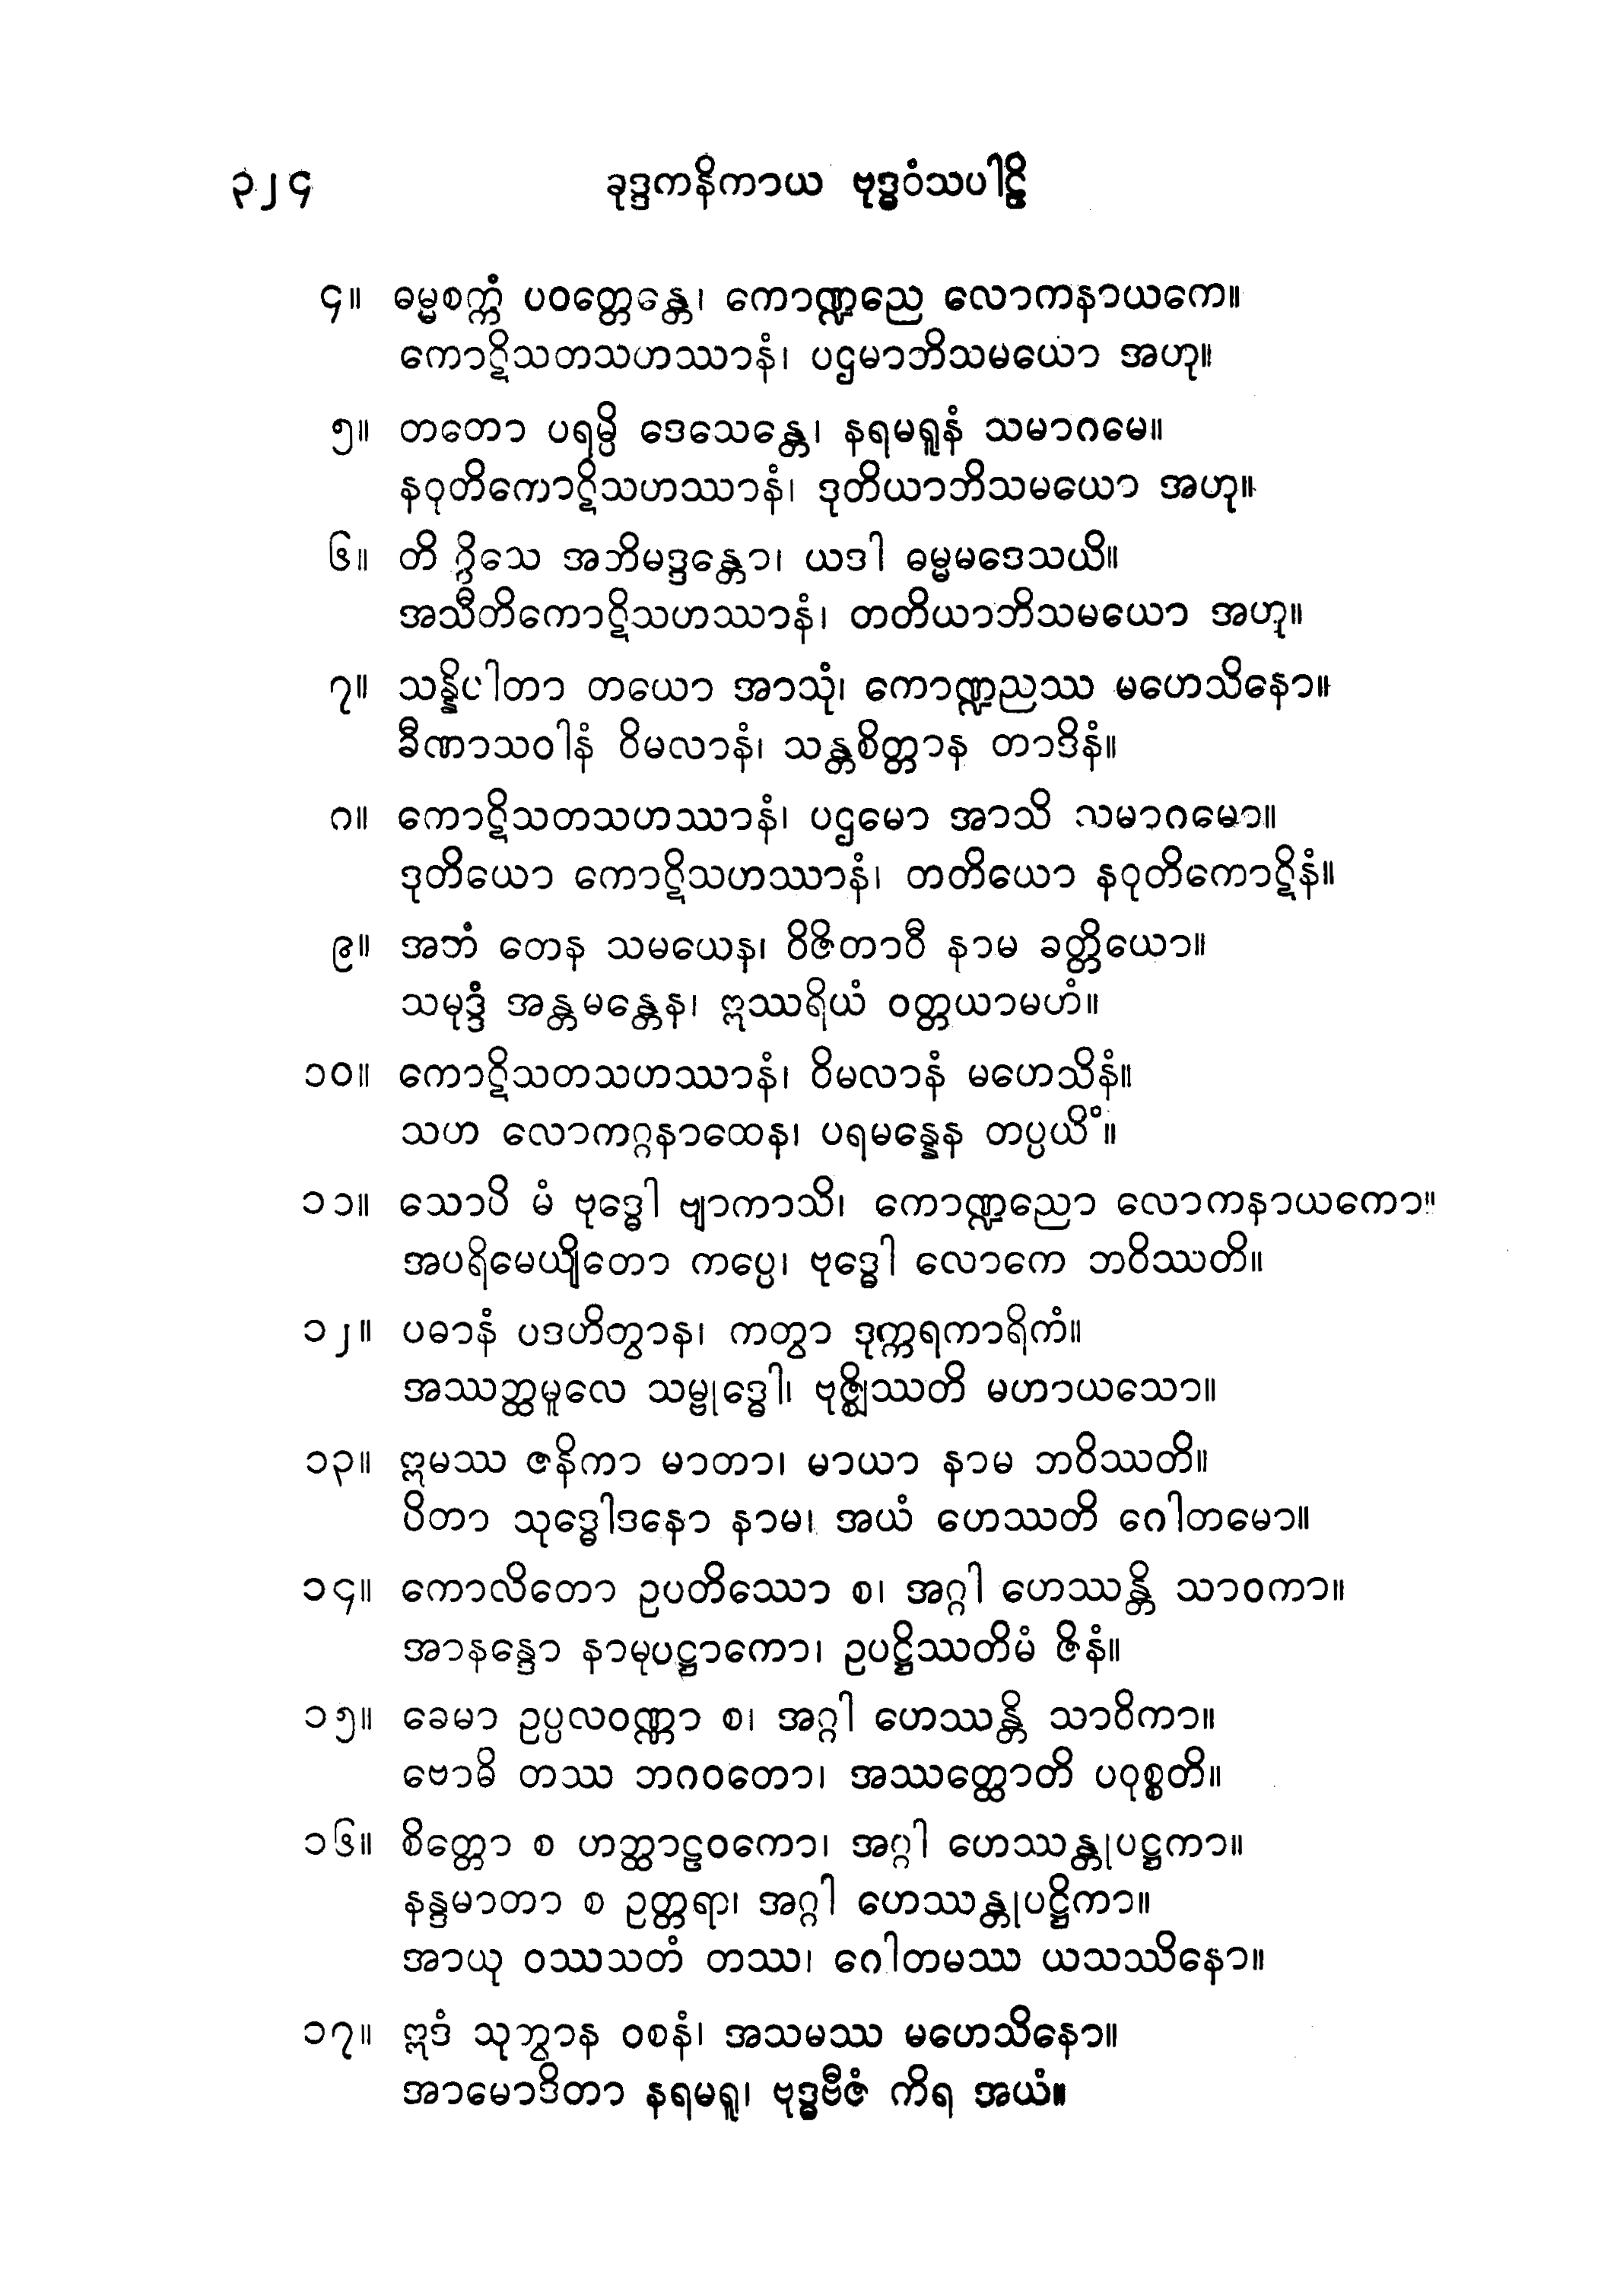 ၃၂၄ ခုဒ္ဒကနိကာယ ဗုဒ္ဓဝံသပါဠိ
၄။ ဓမ္မစက္ကံ ပဝတ္တေန္တေ၊ ကောဏ္ဍညေ လောကနာယကေ။
ကောဋိသတသဟဿာနံ၊ ပဌမာဘိသမယော အဟု။
၅။ တတော ပရမ္ပိ ဒေသေန္တေ၊ နရမရူနံ သမာဂမေ။
နဝုတိကောဋိသဟဿာနံ၊ ဒုတိယာဘိသမယော အဟု။
၆။ တိ တ္ထိသေ အဘိမဒ္ဒန္တော၊ ယဒါ ဓမ္မမဒေသယိ။
အသီတိကောဋိသဟဿာနံ၊ တတိယာဘိသမယော အဟု။
၇။ သန္နိပါတာ တယော အာသုံ၊ ကောဏ္ဍညဿ မဟေသိနော။
ခီဏာသဝါနံ ဝိမလာနံ၊ သန္တစိတ္တာန တာဒိနံ။
၈။ ကောဋိသတသဟဿာနံ၊ ပဌမော အာသိ သမာဂမော။
ဒုတိယော ကောဋိသဟဿာနံ၊ တတိယော နဝုတိကောဋိနံ။
၉။ အဟံ တေန သမယေန၊ ဝိဇိတာဝီ နာမ ခတ္တိယော။
သမုဒ္ဒံ အန္တမန္တေန၊ ဣဿရိယံ ဝတ္တယာမဟံ။
၁၀။ ကောဋိသတသဟဿာနံ၊ ဝိမလာနံ မဟေသိနံ။
သဟ လောကဂ္ဂနာထေန၊ ပရမန္နေန တပ္ပယိံ။
၁၁။ သောပိ မံ ဗုဒ္ဓေါ ဗျာကာသိ၊ ကောဏ္ဍညော လောကနာယကော။
အပရိမေယျိတော ကပ္ပေ၊ ဗုဒ္ဓေါ လောကေ ဘဝိဿတိ။
၁၂။ ပဓာနံ ပဒဟိတွာန၊ ကတွာ ဒုက္ကရကာရိကံ။
အဿတ္ထမူလေ သမ္ဗုဒ္ဓေါ၊ ဗုဇ္ဈိဿတိ မဟာယသော။
၁၃။ ဣမဿ ဇနိကာ မာတာ၊ မာယာ နာမ ဘဝိဿတိ။
ပိတာ သုဒ္ဓေါဒနော နာမ၊ အယံ ဟေဿတိ ဂေါတမော။
၁၄။ ကောလိတော ဥပတိဿော စ၊ အဂ္ဂါ ဟေဿန္တိ သာဝကာ။
အာနန္ဒော နာမုပဋ္ဌာကော၊ ဥပဋ္ဌိဿတိမံ ဇိနံ။
၁၅။ ခေမာ ဥပ္ပလဝဏ္ဏာ စ၊ အဂ္ဂါ ဟေဿန္တိ သာဝိကာ။
ဗောဓိ တဿ ဘဂဝတော၊ အဿတ္ထောတိ ပဝုစ္စတိ။
၁၆။ စိတ္တော စ ဟတ္ထာဠဝကော၊ အဂ္ဂါ ဟေဿန္တုပဋ္ဌကာ။
နန္ဒမာတာ စ ဥတ္တရာ၊ အဂ္ဂါ ဟေဿန္တုပဋ္ဌိကာ။
အာယု ဝဿသတံ တဿ၊ ဂေါတမဿ ယသဿိနော။
၁၇။ ဣဒံ သုတွာန ဝစနံ၊ အသမဿ မဟေသိနော။
အာမောဒိတာ နရမရူ၊ ဗုဒ္ဓဗီဇံ ကိရ အယံ။